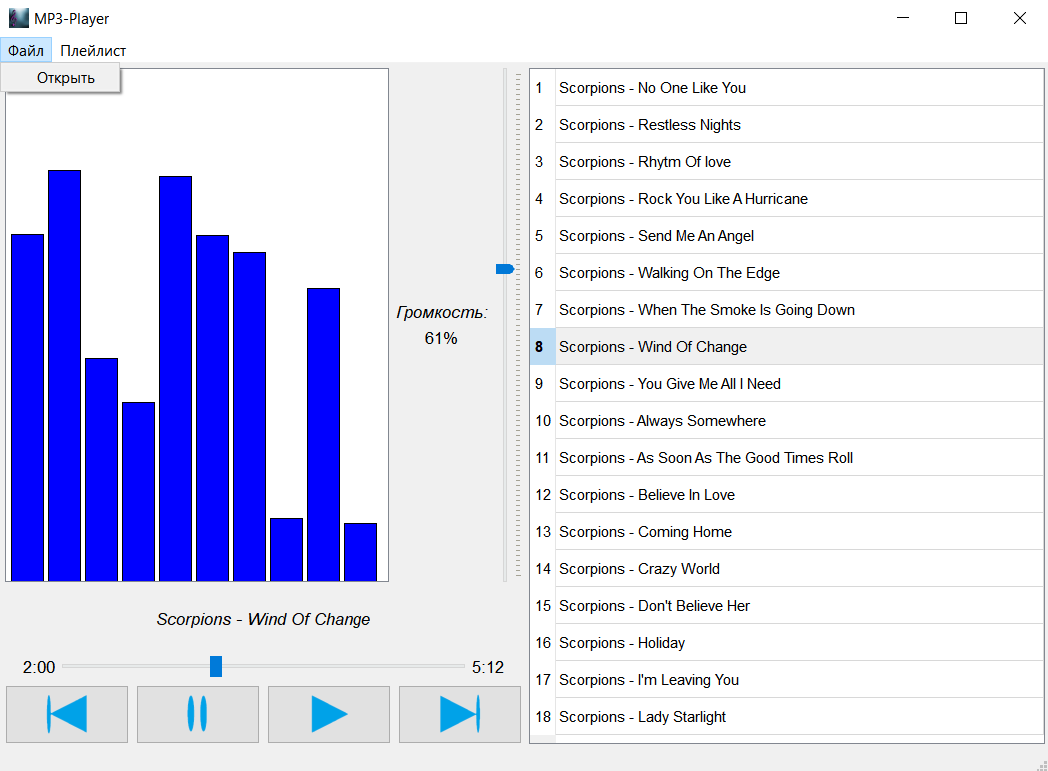 MP3-Player
Файл Плейлист
Открыть
Громкость:
61%
Scorpions - Wind Of Change
2:00 5:12
1 Scorpions - No One Like You
2 Scorpions - Restless Nights
3 Scorpions - Rhytm Of love
4 Scorpions - Rock You Like A Hurricane
5 Scorpions - Send Me An Angel
6 Scorpions - Walking On The Edge
7 Scorpions - When The Smoke Is Going Down
8 Scorpions - Wind Of Change
9 Scorpions - You Give Me All I Need
10 Scorpions - Always Somewhere
11 Scorpions - As Soon As The Good Times Roll
12 Scorpions - Believe In Love
13 Scorpions - Coming Home
14 Scorpions - Crazy World
15 Scorpions - Don't Believe Her
16 Scorpions - Holiday
17 Scorpions - I'm Leaving You
18 Scorpions - Lady Starlight